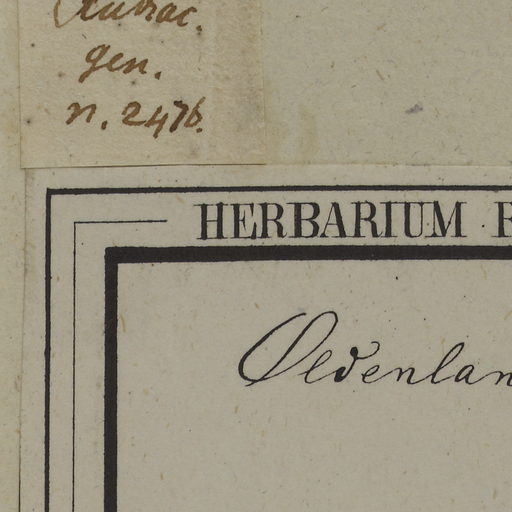 gen.
n. 2476.
HERBARIUM
Oldenlan